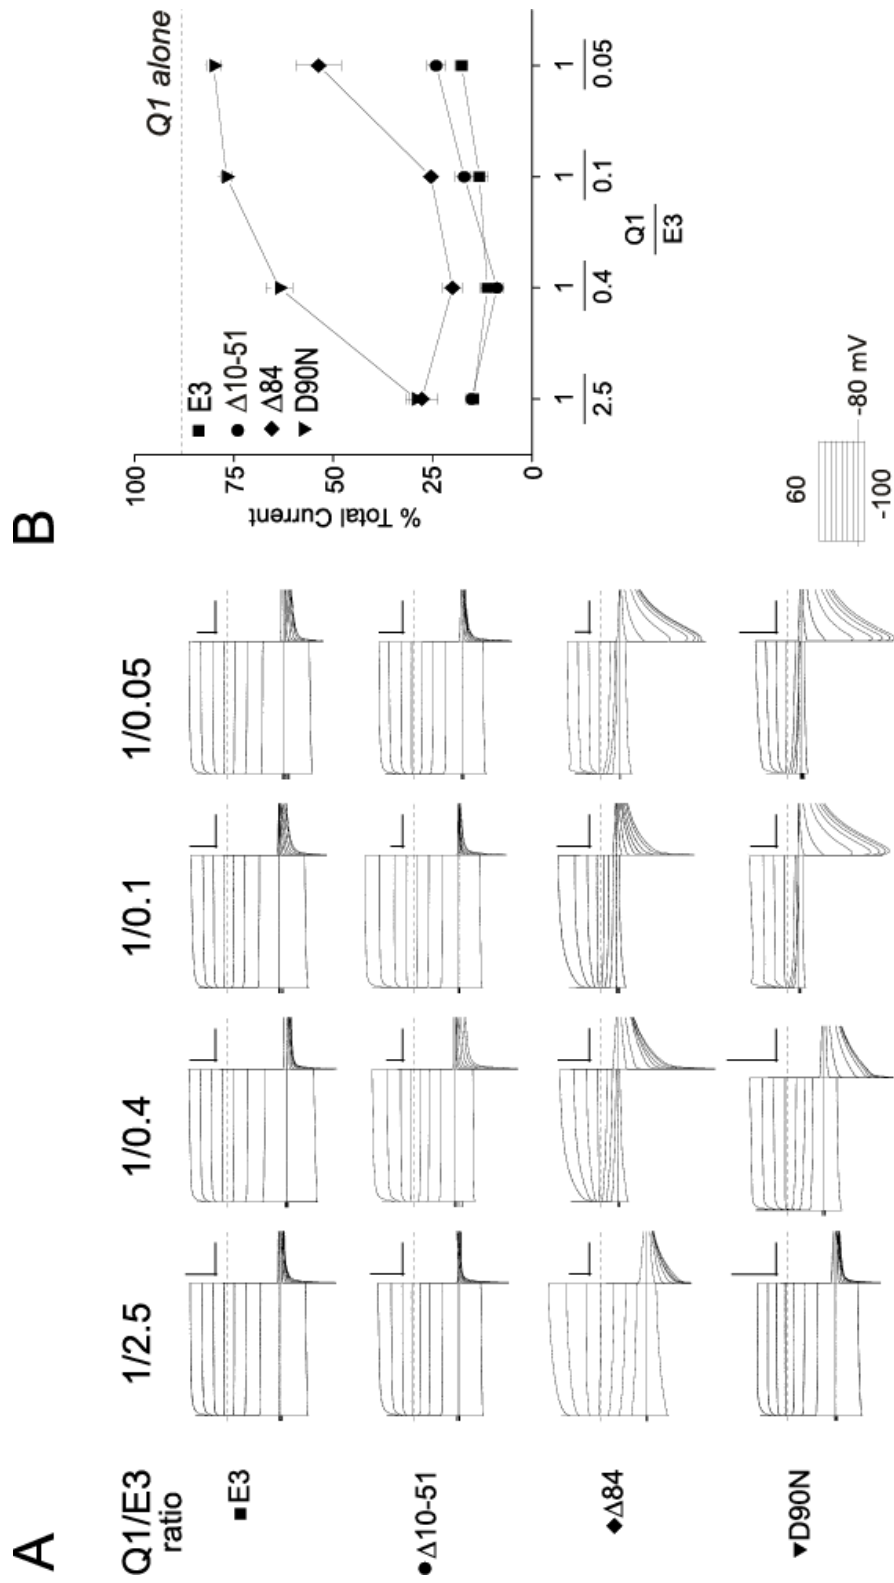 A
Q1/E3
ratio
1/2.5
1/0.4
1/0.1
1/0.05
■ E3
●Δ10-51
◆Δ84
▼D90N
60
-100
-80 mV
B
% Total Current
100
75
50
25
0
Q1 alone
■ E3
● Δ10-51
◆ Δ84
▼ D90N
1 1 1 1
2.5 0.4 0.1 0.05
Q1
E3